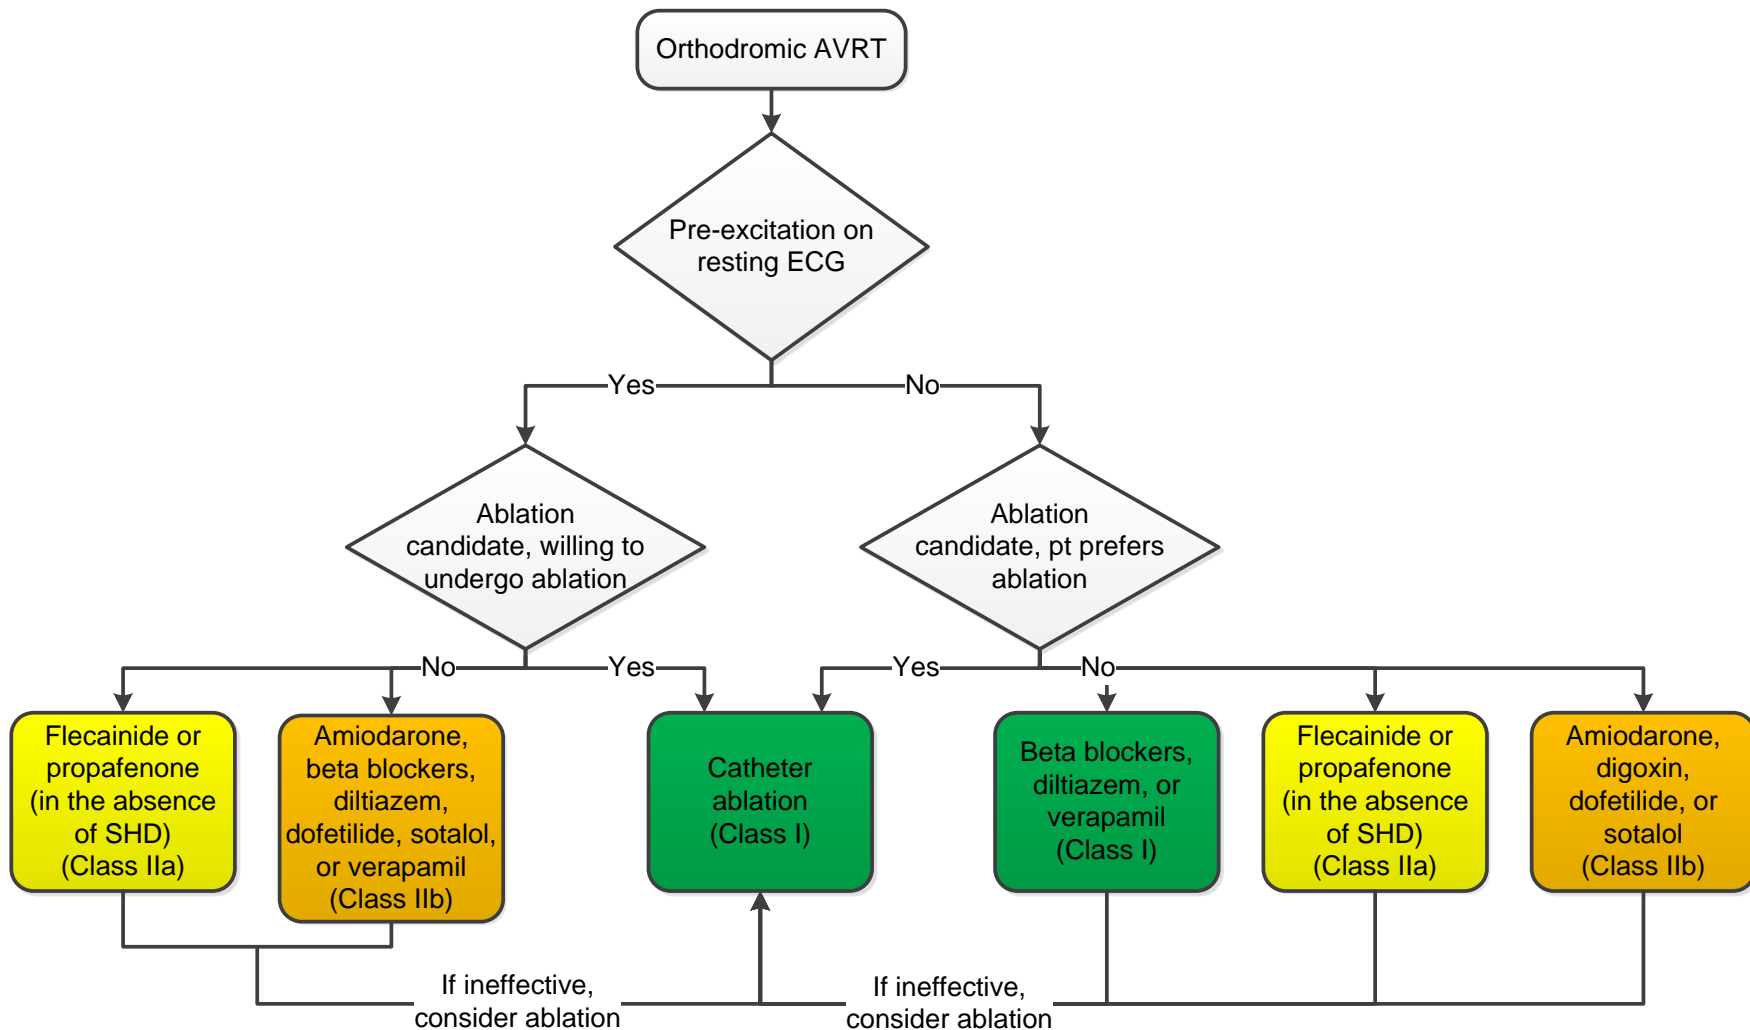 Orthodromic AVRT
Pre-excitation on
resting ECG
Yes
No
Ablation
candidate, willing to
undergo ablation
Ablation
candidate, pt prefers
ablation
No
Yes
Yes
No
Flecainide or
propafenone
(in the absence
of SHD)
(Class IIa)
Amiodarone,
beta blockers,
diltiazem,
dofetilide, sotalol,
or verapamil
(Class IIb)
Catheter
ablation
(Class I)
Beta blockers,
diltiazem, or
verapamil
(Class I)
Flecainide or
propafenone
(in the absence
of SHD)
(Class IIa)
Amiodarone,
digoxin,
dofetilide, or
sotalol
(Class IIb)
If ineffective,
consider ablation
If ineffective,
consider ablation